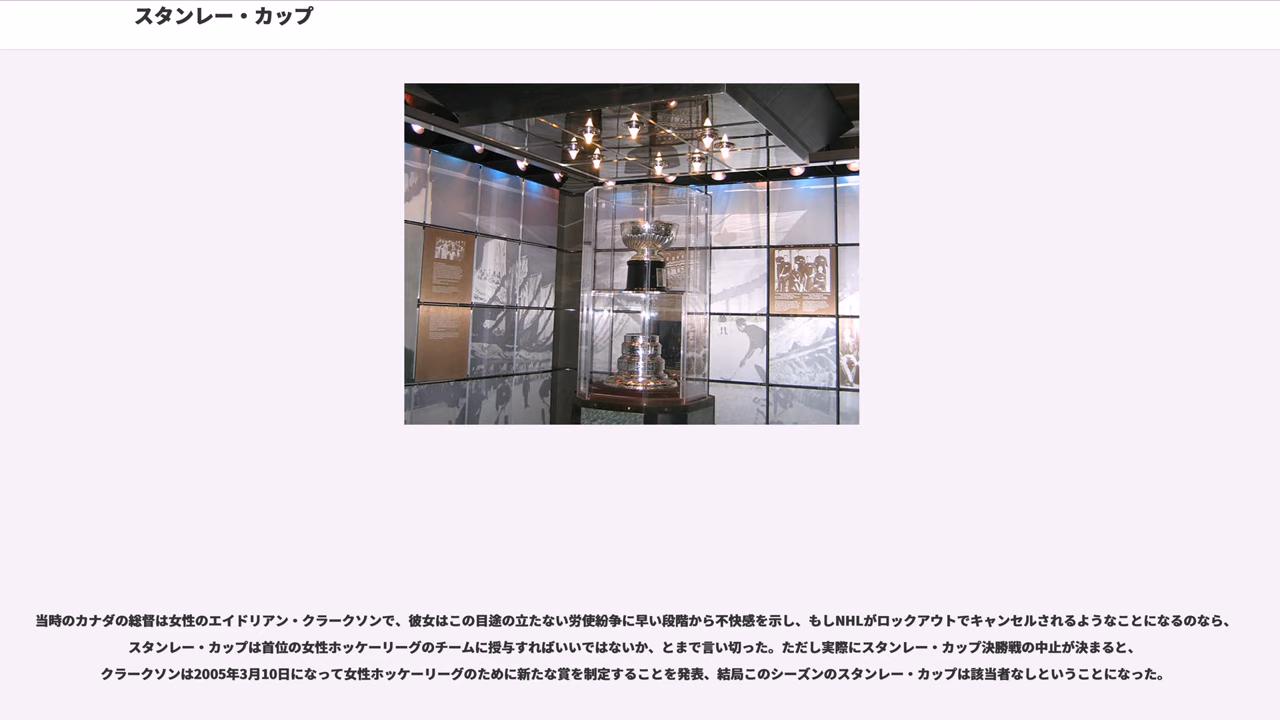 スタンレー・カップ
当時のカナダの総督は女性のエイドリアン・クラークソンで、彼女はこの目途の立たない労使紛争に早い段階から不快感を示し、もしNHLがロックアウトでキャンセルされるようなことになるのなら、
スタンレー・カップは首位の女性ホッケーリーグのチームに授与すればいいではないか、とまで言い切った。ただし実際にスタンレー・カップ決勝戦の中止が決まると、
クラークソンは2005年3月10日になって女性ホッケーリーグのために新たな賞を制定することを発表、結局このシーズンのスタンレー・カップは該当者なしということになった。